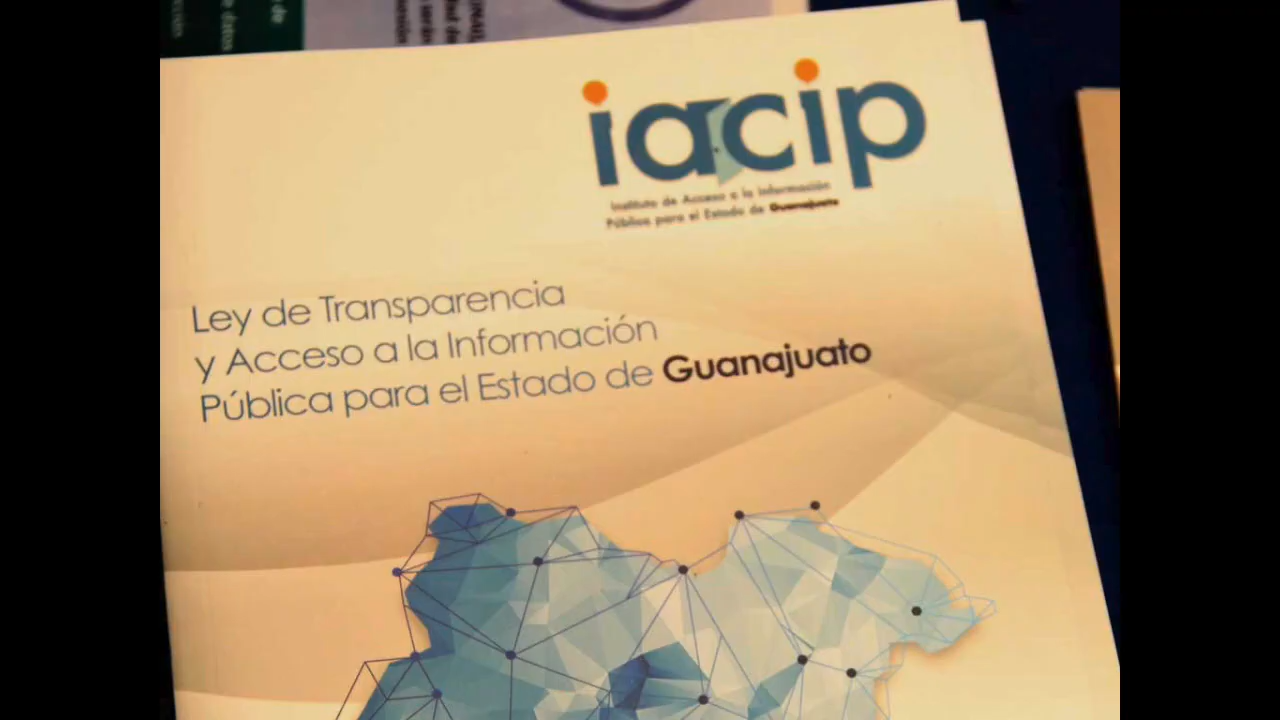 iacip
Instituto de Acceso a la Información
Pública para el Estado de Guanajuato
Ley de Transparencia
y Acceso a la Información
Pública para el Estado de Guanajuato